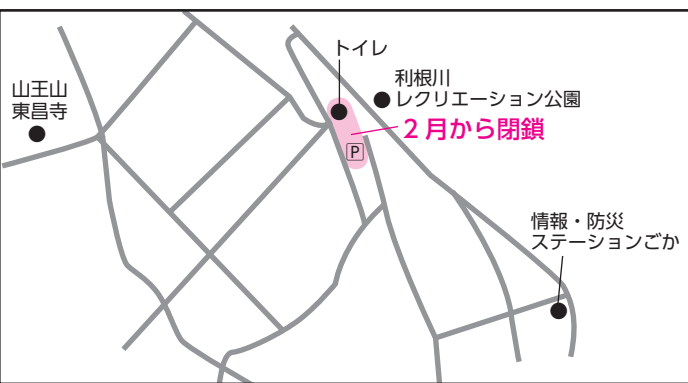 山王山
東昌寺
トイレ
利根川
レクリエーション公園
2月から閉鎖
P
情報・防災
ステーションごか